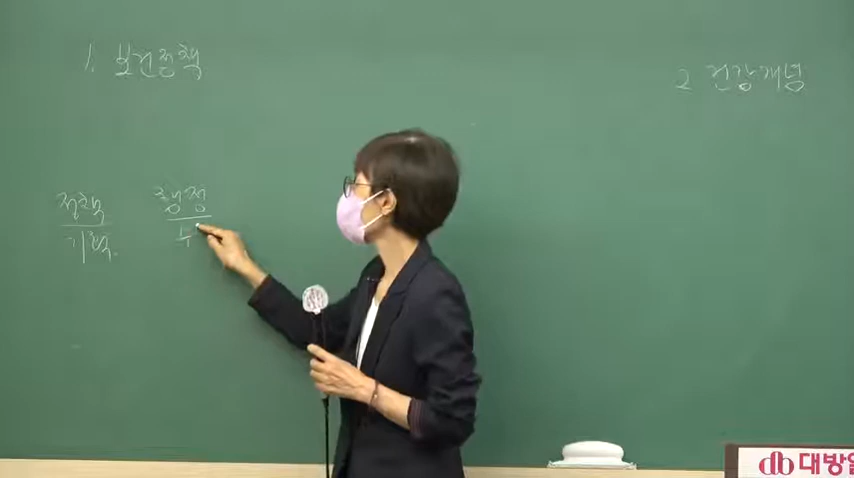 1. 보건정책
2 건강개념
정책 행정
기획
db 대방열